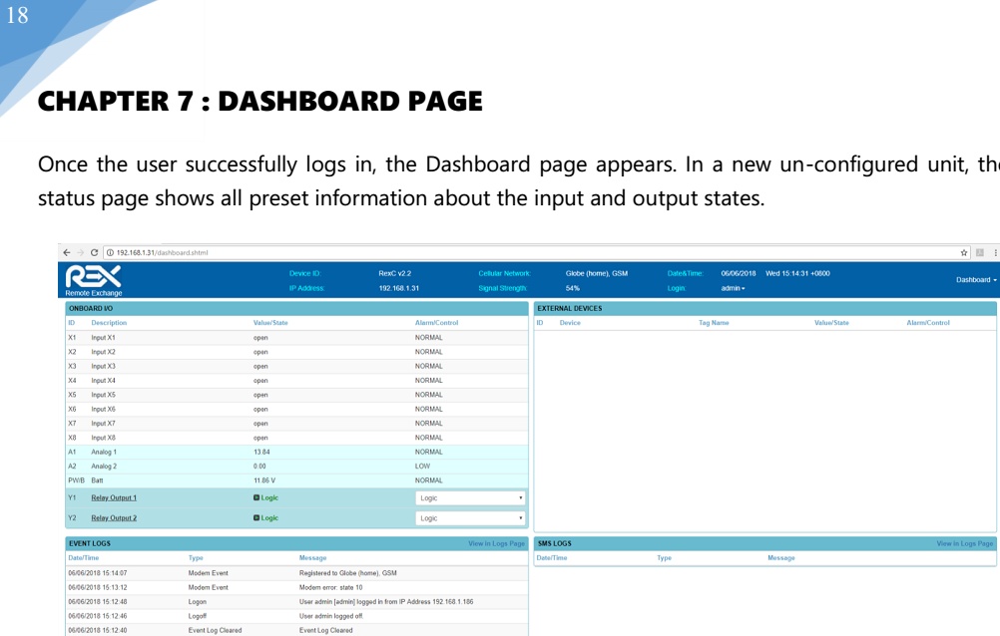 18
CHAPTER 7 : DASHBOARD PAGE
Once the user successfully logs in, the Dashboard page appears. In a new un-configured unit, the
status page shows all preset information about the input and output states.
192.168.1.31/dashboard.shtml
REX
Remote Exchange
Device ID: RexC v2.2 Cellular Network: Globe (home), GSM Date&Time: 06/06/2018 Wed 15:14:31 +0800
IP Address: 192.168.1.31 Signal Strength: 54% Login: admin
Dashboard
ONBOARD I/O
ID Description Value/State Alarm/Control
X1 Input X1 open NORMAL
X2 Input X2 open NORMAL
X3 Input X3 open NORMAL
X4 Input X4 open NORMAL
X5 Input X5 open NORMAL
X6 Input X6 open NORMAL
X7 Input X7 open NORMAL
X8 Input X8 open NORMAL
A1 Analog 1 13.84 NORMAL
A2 Analog 2 0.00 LOW
PW/B Batt 11.86 V NORMAL
Y1 Relay Output 1 Logic Logic
Y2 Relay Output 2 Logic Logic
EXTERNAL DEVICES
ID Device Tag Name Value/State Alarm/Control
EVENT LOGS View in Logs Page
Date/Time Type Message
06/06/2018 15:14:07 Modem Event Registered to Globe (home), GSM
06/06/2018 15:13:12 Modem Event Modem error: state 10
06/06/2018 15:12:48 Logon User admin [admin] logged in from IP Address 192.168.1.186
06/06/2018 15:12:46 Logoff User admin logged off.
06/06/2018 15:12:40 Event Log Cleared Event Log Cleared
SMS LOGS View in Logs Page
Date/Time Type Message